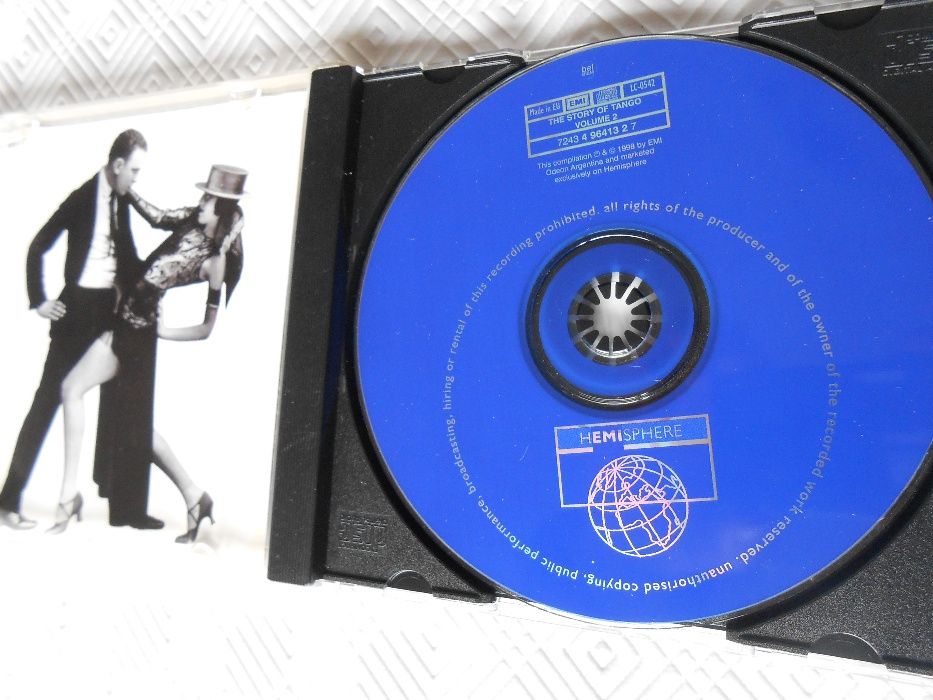 bel
Made in EU EMI LC-0542
THE STORY OF TANGO
VOLUME 2
7243 4 96413 2 7
This compilation ℗ & © 1998 by EMI
Odeon Argentina and marketed
exclusively on Hemisphere
all rights of the producer and of the owner of the recorded work reserved. unauthorised copying, public performance, broadcasting, hiring or rental of this recording prohibited.
HEMISPHERE